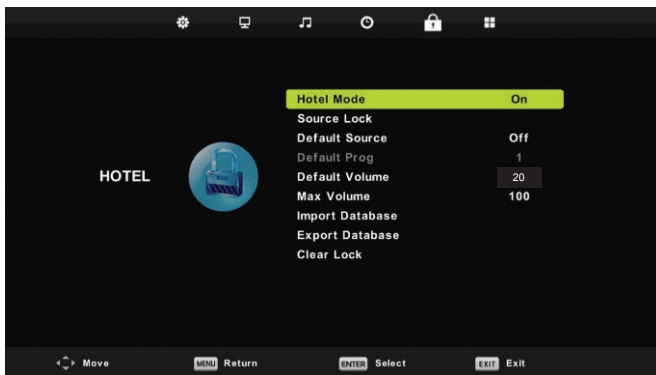 Hotel Mode On
Source Lock
Default Source Off
Default Prog 1
HOTEL
Default Volume 20
Max Volume 100
Import Database
Export Database
Clear Lock
Move MENU Return ENTER Select EXIT Exit